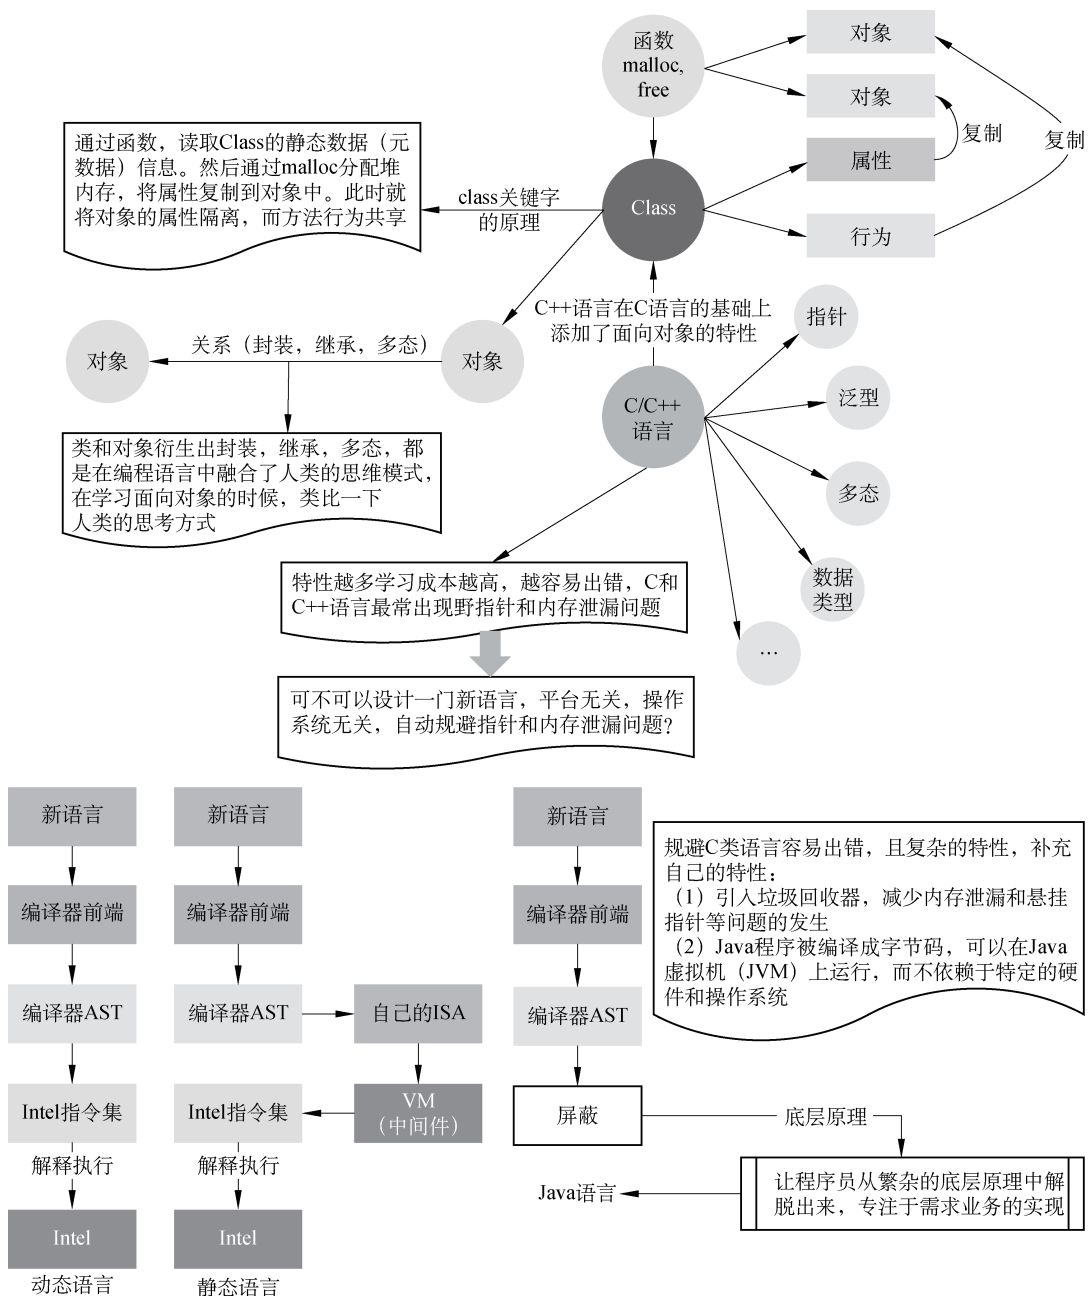 函数
malloc,
free
对象
对象
复制
复制
属性
行为
Class
class关键字
的原理
通过函数，读取Class的静态数据（元
数据）信息。然后通过malloc分配堆
内存，将属性复制到对象中。此时就
将对象的属性隔离，而方法行为共享
C++语言在C语言的基础上
添加了面向对象的特性
对象
关系（封装，继承，多态）
对象
类和对象衍生出封装，继承，多态，都
是在编程语言中融合了人类的思维模式，
在学习面向对象的时候，类比一下
人类的思考方式
C/C++
语言
指针
泛型
多态
数据
类型
…
特性越多学习成本越高，越容易出错，C和
C++语言最常出现野指针和内存泄漏问题
可不可以设计一门新语言，平台无关，操作
系统无关，自动规避指针和内存泄漏问题？
新语言
编译器前端
编译器AST
Intel指令集
解释执行
Intel
动态语言
新语言
编译器前端
编译器AST
自己的ISA
VM
（中间件）
Intel指令集
解释执行
Intel
静态语言
新语言
编译器前端
编译器AST
屏蔽
底层原理
让程序员从繁杂的底层原理中解
脱出来，专注于需求业务的实现
Java语言
规避C类语言容易出错，且复杂的特性，补充
自己的特性：
（1）引入垃圾回收器，减少内存泄漏和悬挂
指针等问题的发生
（2）Java程序被编译成字节码，可以在Java
虚拟机（JVM）上运行，而不依赖于特定的硬
件和操作系统